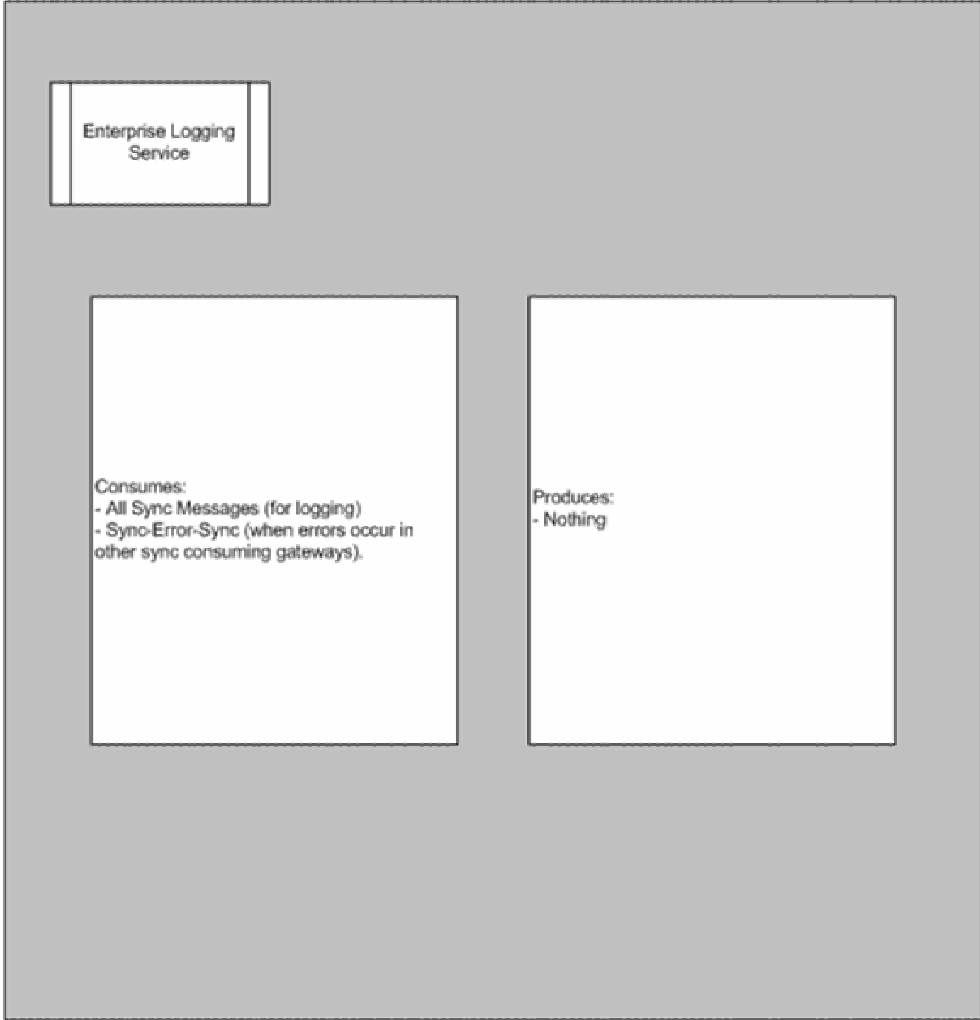 Enterprise Logging
Service
Consumes:
- All Sync Messages (for logging)
- Sync-Error-Sync (when errors occur in
other sync consuming gateways).
Produces:
- Nothing